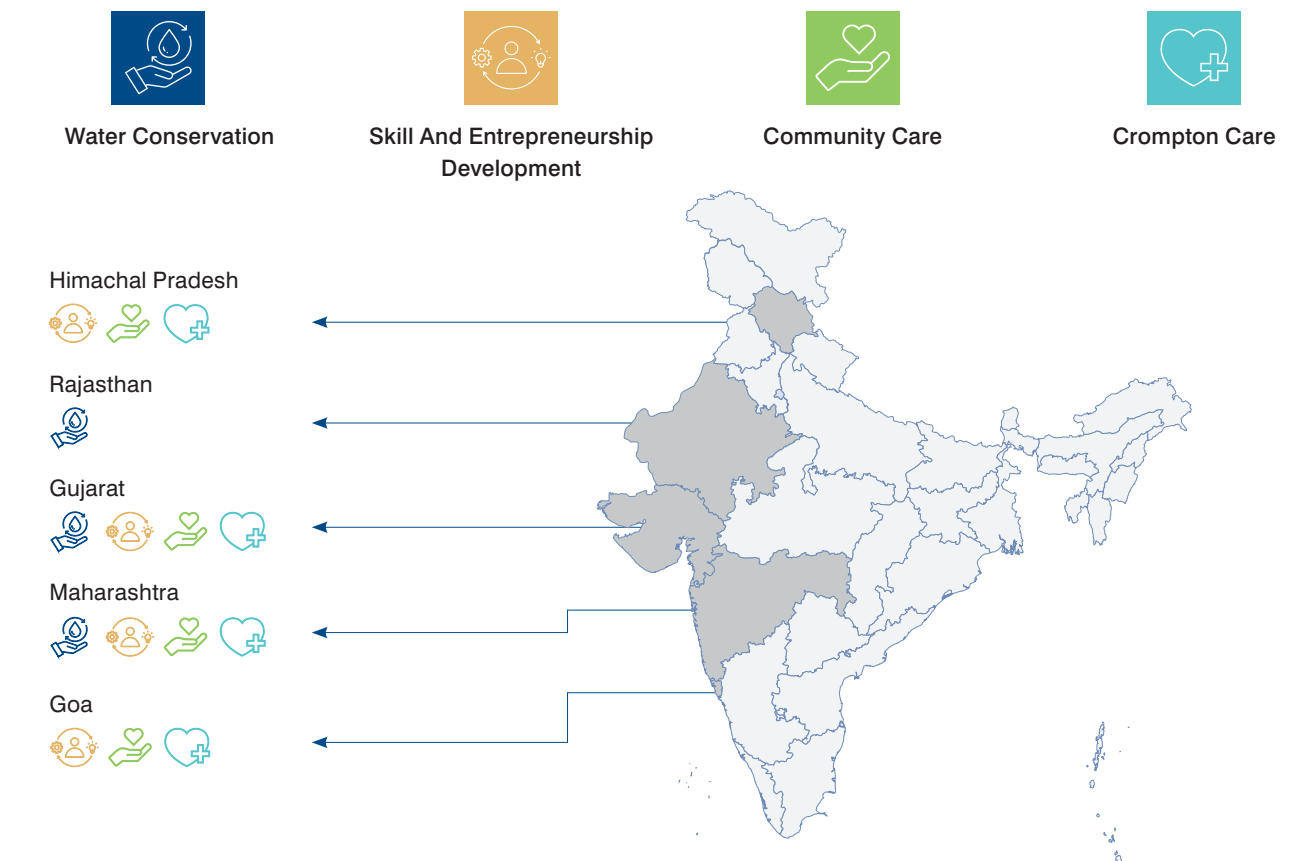 Water Conservation
Skill And Entrepreneurship
Development
Community Care
Crompton Care
Himachal Pradesh
Rajasthan
Gujarat
Maharashtra
Goa